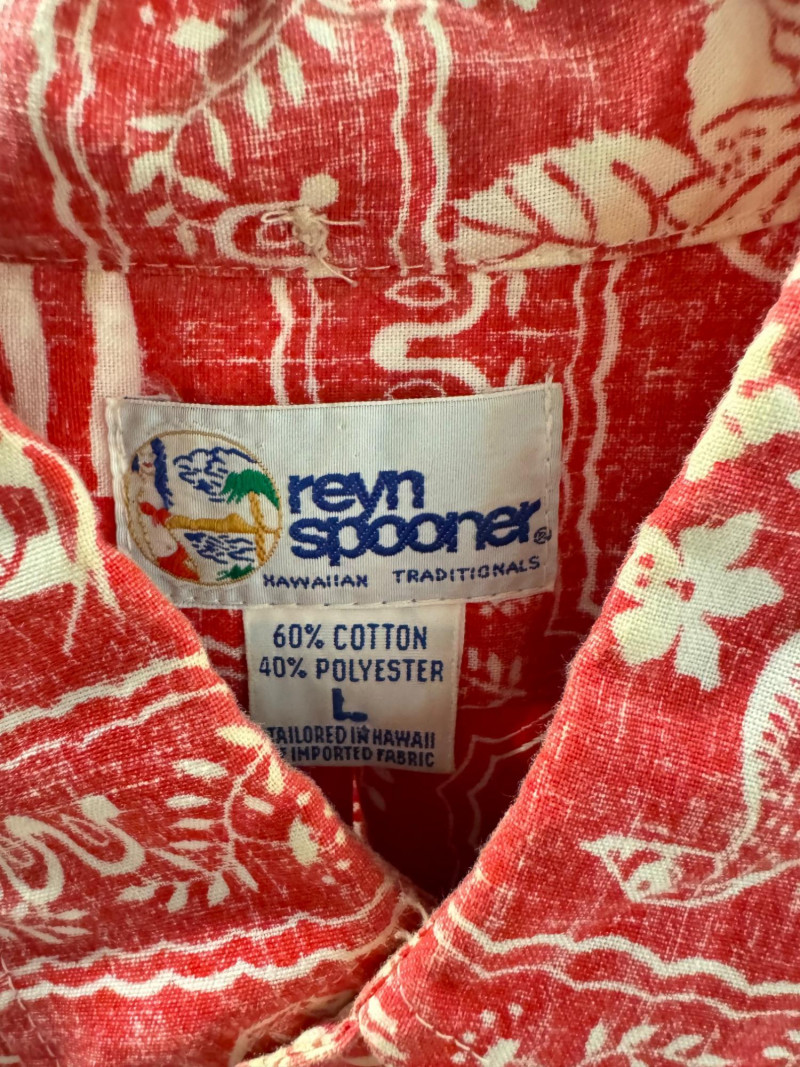 reyn
spooner®
HAWAIIAN TRADITIONALS
60% COTTON
40% POLYESTER
L
TAILORED IN HAWAII
IMPORTED FABRIC